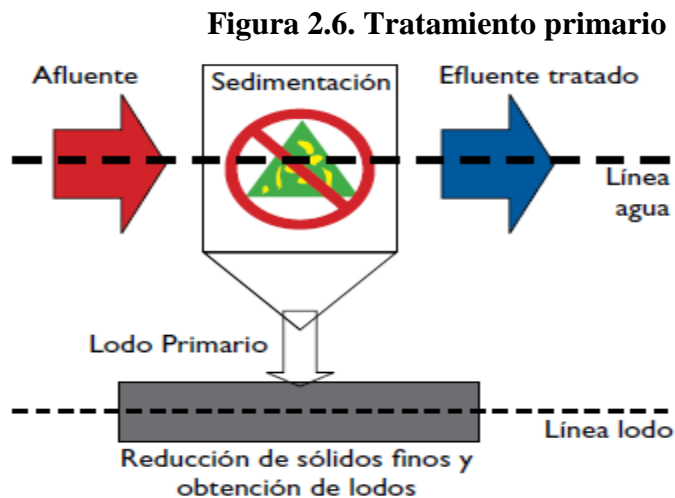 Figura 2.6. Tratamiento primario
Afluente
Sedimentación
Efluente tratado
Línea
agua
Lodo Primario
Línea lodo
Reducción de sólidos finos y
obtención de lodos